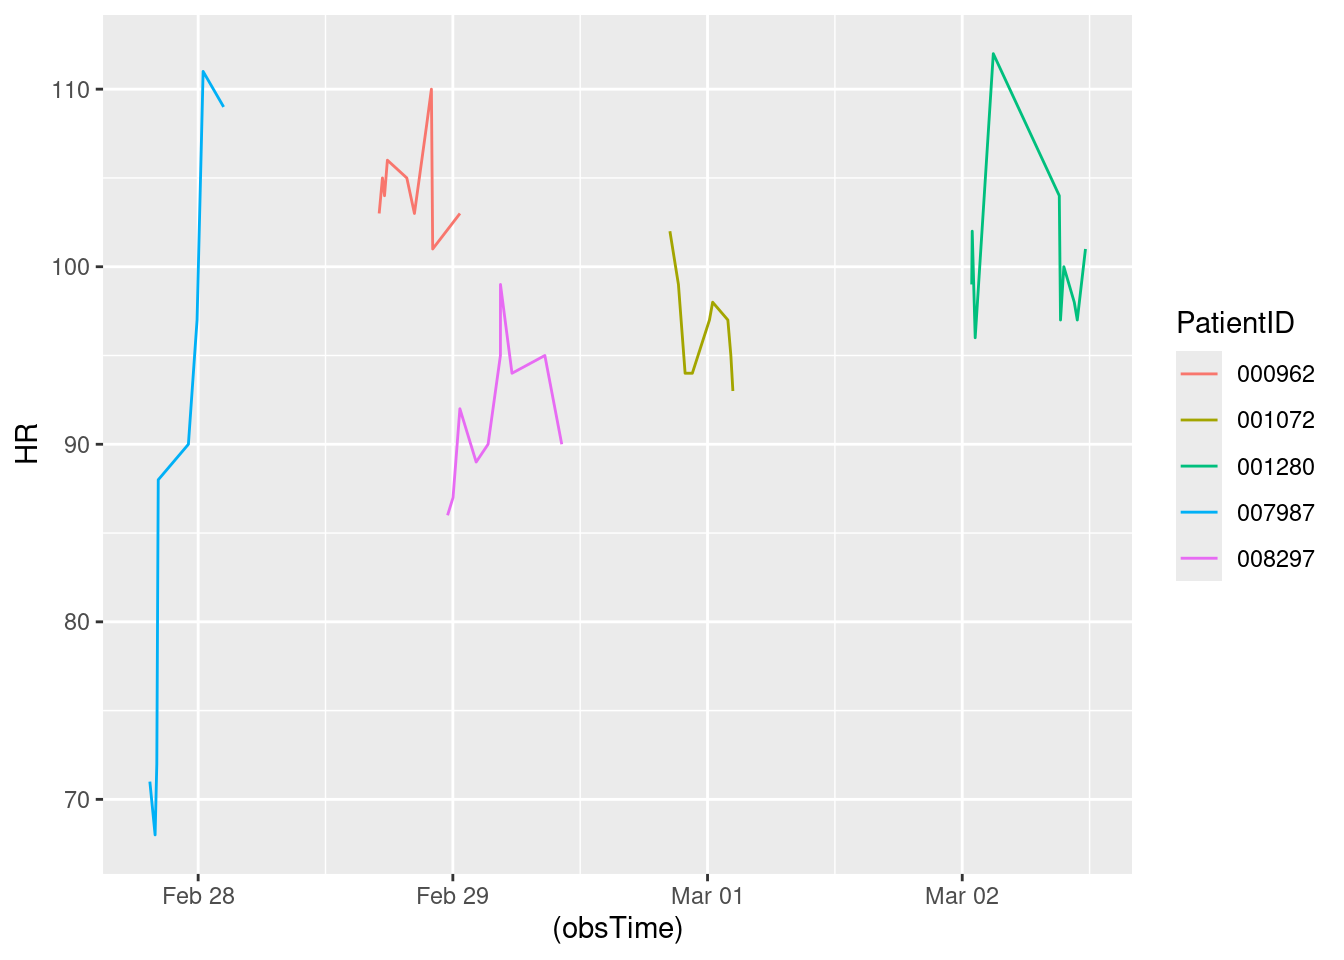 110
100
90
80
70
HR
Feb 28
Feb 29
Mar 01
Mar 02
(obsTime)
PatientID
000962
001072
001280
007987
008297